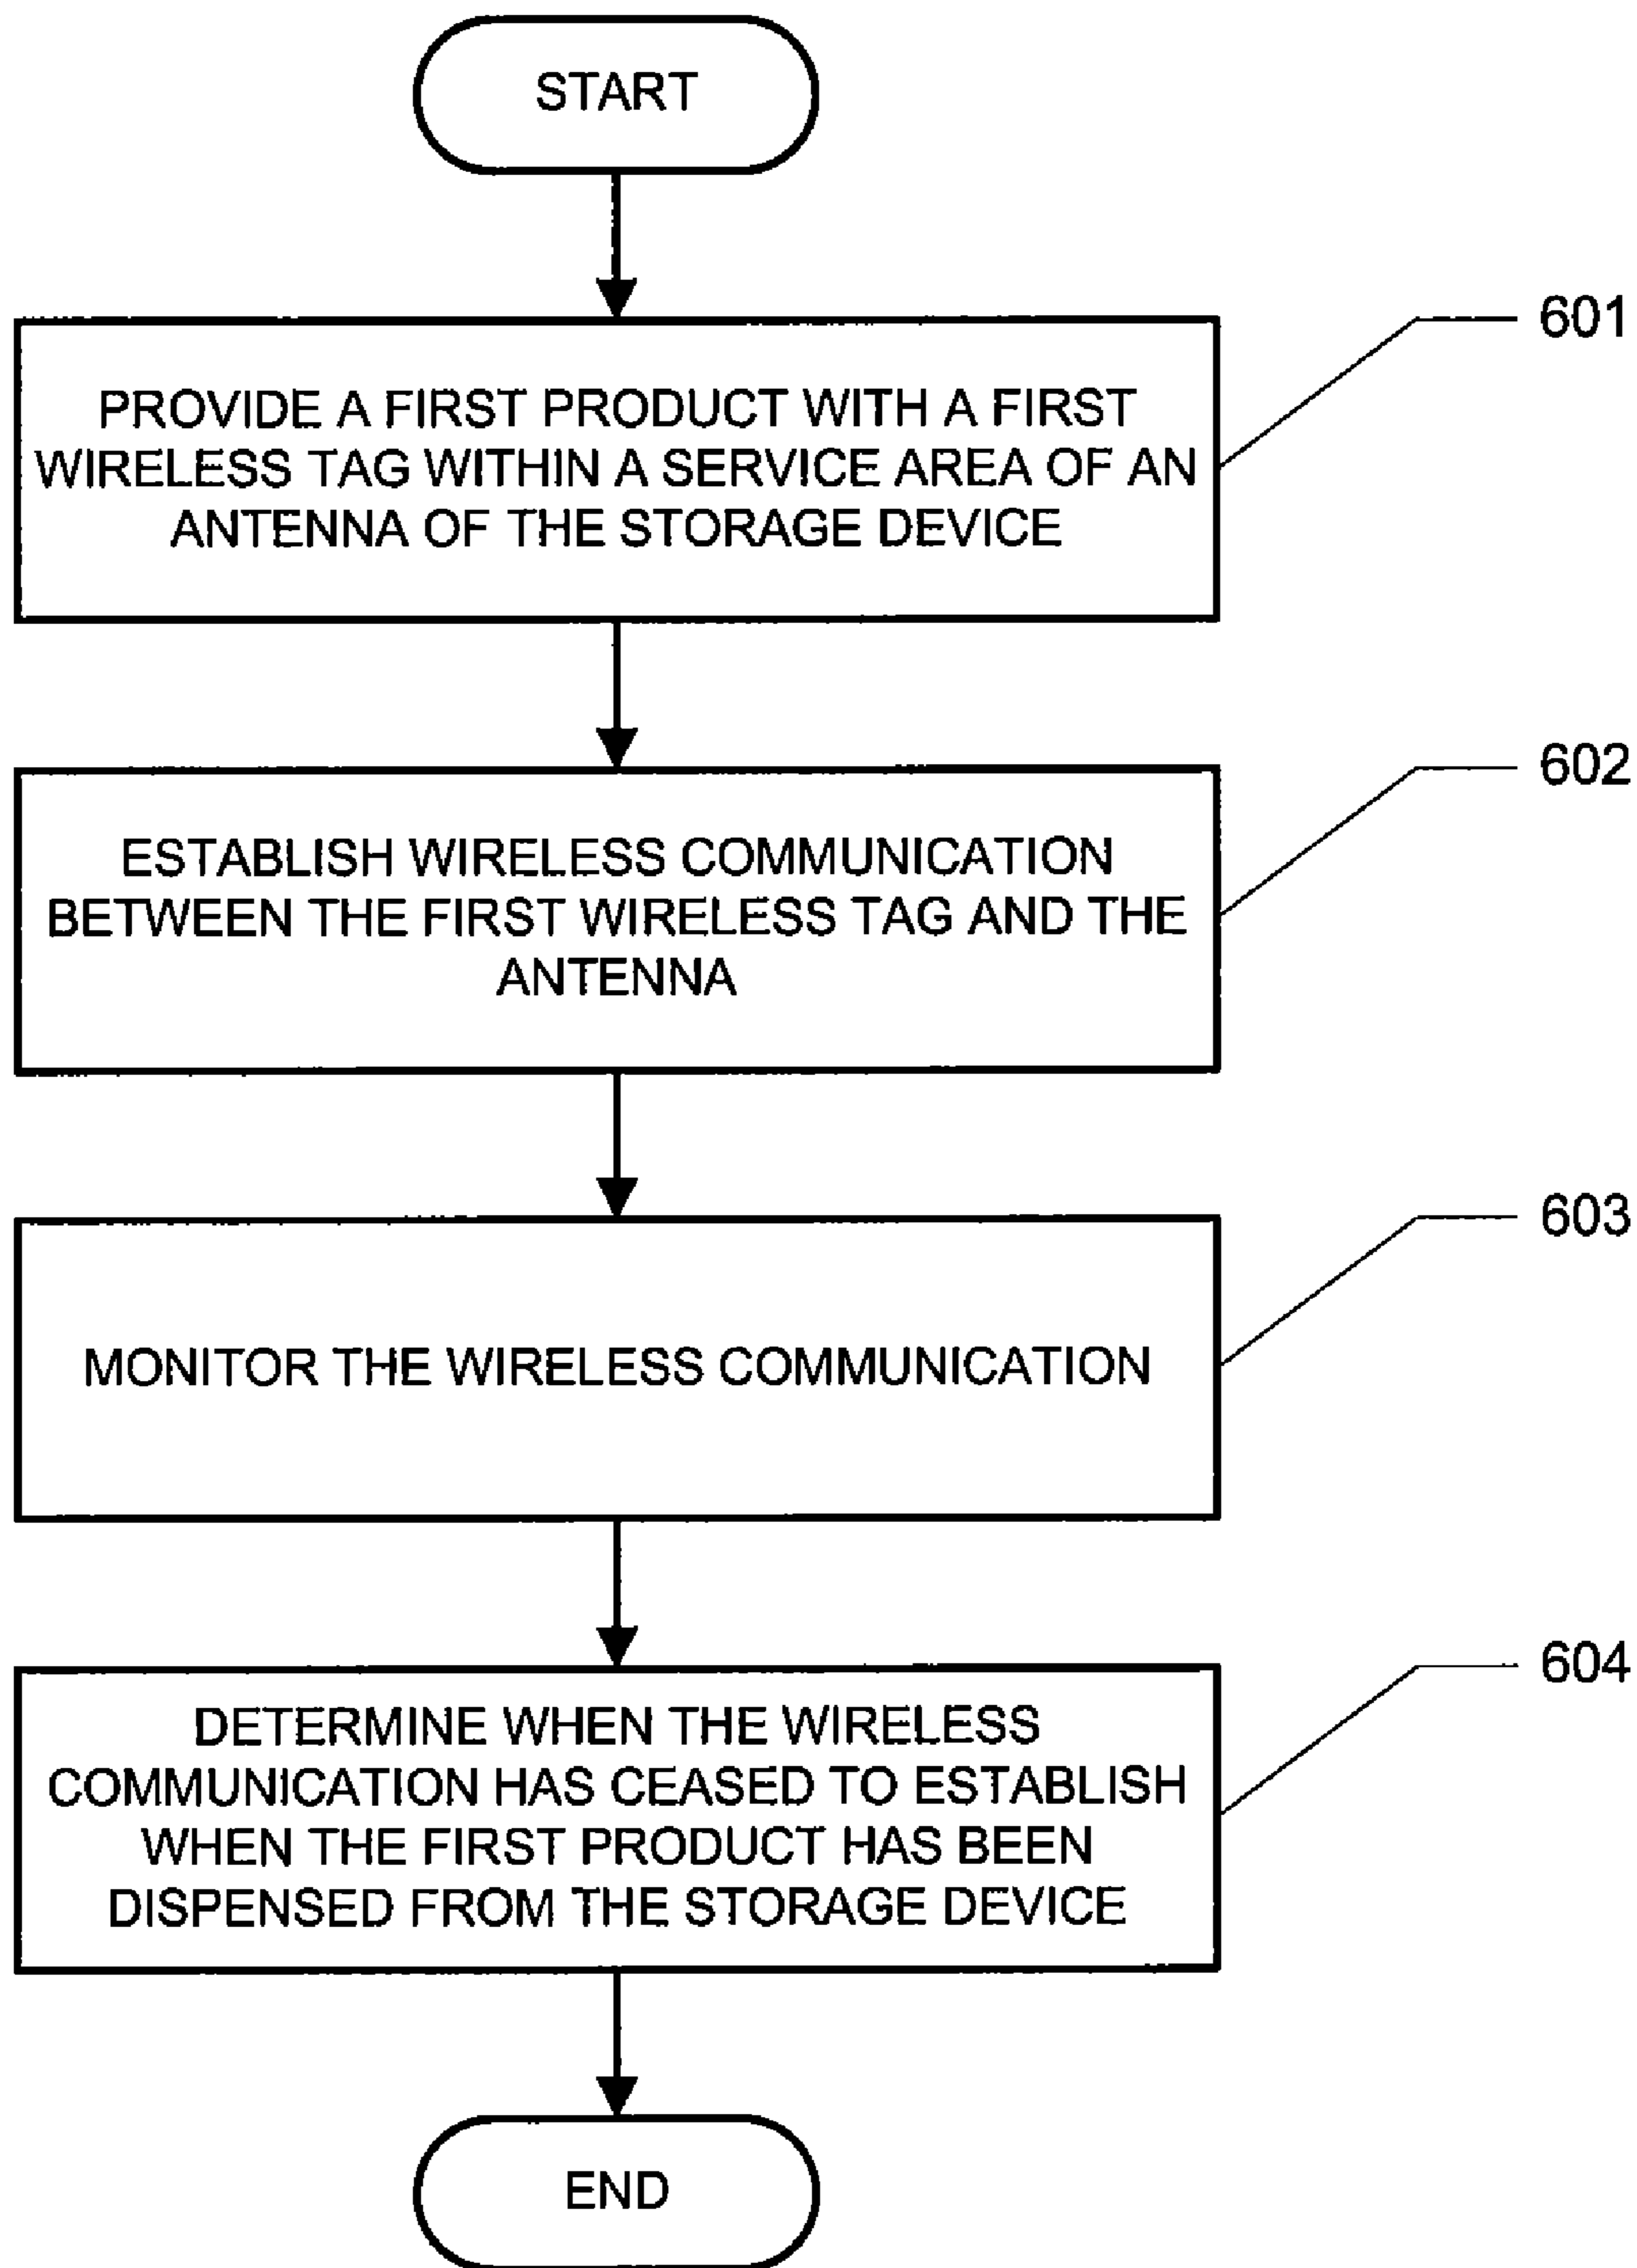 START
601
PROVIDE A FIRST PRODUCT WITH A FIRST
WIRELESS TAG WITHIN A SERVICE AREA OF AN
ANTENNA OF THE STORAGE DEVICE
602
ESTABLISH WIRELESS COMMUNICATION
BETWEEN THE FIRST WIRELESS TAG AND THE
ANTENNA
603
MONITOR THE WIRELESS COMMUNICATION
604
DETERMINE WHEN THE WIRELESS
COMMUNICATION HAS CEASED TO ESTABLISH
WHEN THE FIRST PRODUCT HAS BEEN
DISPENSED FROM THE STORAGE DEVICE
END